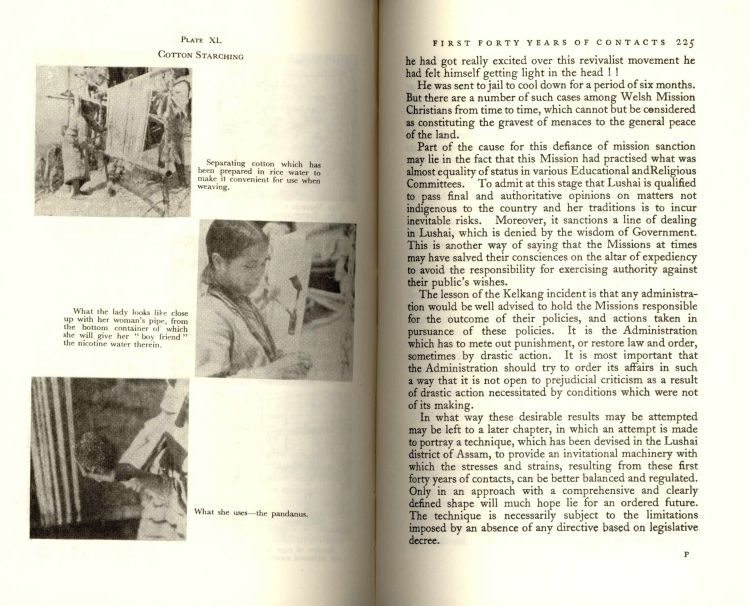 PLATE XL
COTTON STARCHING
Separating cotton which has
been prepared in rice water to
make it convenient for use when
weaving.
What the lady looks like close
up with her woman's pipe, from
the bottom container of which
she will give her "boy friend"
the nicotine water therein.
What she uses—the pandanus.
FIRST FORTY YEARS OF CONTACTS 225
he had got really excited over this revivalist movement he
had felt himself getting light in the head ! !
He was sent to jail to cool down for a period of six months.
But there are a number of such cases among Welsh Mission
Christians from time to time, which cannot but be considered
as constituting the gravest of menaces to the general peace
of the land.
Part of the cause for this defiance of mission sanction
may lie in the fact that this Mission had practised what was
almost equality of status in various Educational andReligious
Committees. To admit at this stage that Lushai is qualified
to pass final and authoritative opinions on matters not
indigenous to the country and her traditions is to incur
inevitable risks. Moreover, it sanctions a line of dealing
in Lushai, which is denied by the wisdom of Government.
This is another way of saying that the Missions at times
may have salved their consciences on the altar of expediency
to avoid the responsibility for exercising authority against
their public's wishes.
The lesson of the Kelkang incident is that any administra-
tion would be well advised to hold the Missions responsible
for the outcome of their policies, and actions taken in
pursuance of these policies. It is the Administration
which has to mete out punishment, or restore law and order,
sometimes by drastic action. It is most important that
the Administration should try to order its affairs in such
a way that it is not open to prejudicial criticism as a result
of drastic action necessitated by conditions which were not
of its making.
In what way these desirable results may be attempted
may be left to a later chapter, in which an attempt is made
to portray a technique, which has been devised in the Lushai
district of Assam, to provide an invitational machinery with
which the stresses and strains, resulting from these first
forty years of contacts, can be better balanced and regulated.
Only in an approach with a comprehensive and clearly
defined shape will much hope lie for an ordered future.
The technique is necessarily subject to the limitations
imposed by an absence of any directive based on legislative
decree.
P